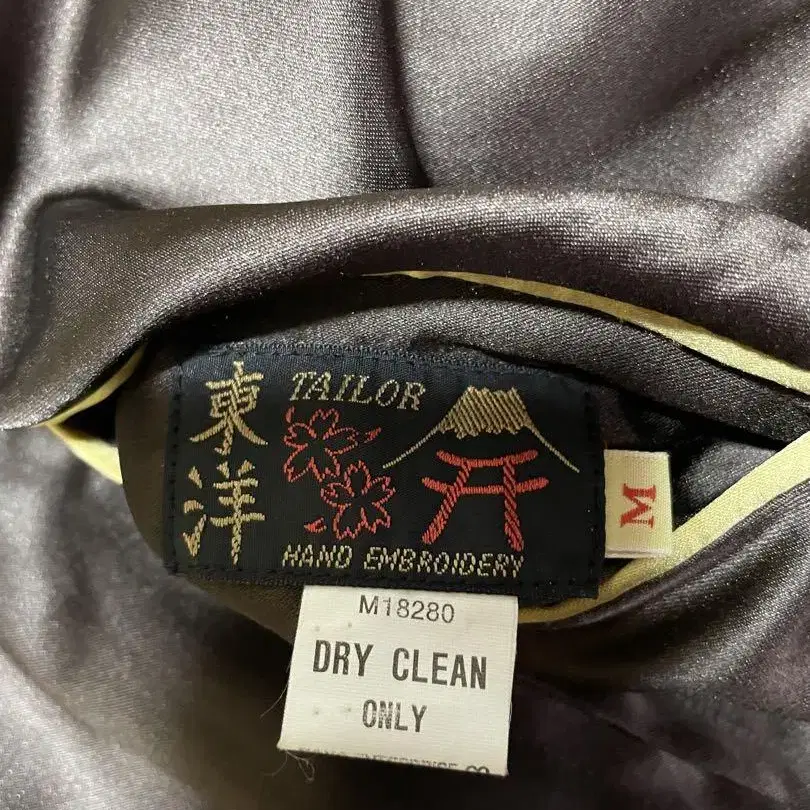 東洋
TAILOR
HAND EMBROIDERY
M
M18280
DRY CLEAN
ONLY